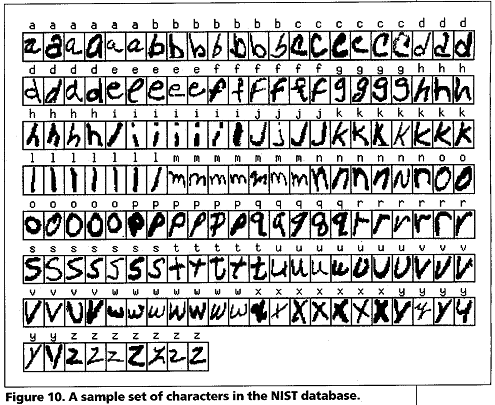 a a a a a a b b b b b b b c c c c c c d d d
a a a a a a b b b b b b b c c c c c c d d d
d d d d e e e e e f f f f f f g g g g h h h
d d d d e e e e e f f f f f f g g g g h h h
h h h h i i i i i i i j j j j k k k k k k k
h h h h i i i i i i i j j j j k k k k k k k
l l l l l l l m m m m m m m n n n n n n o o
l l l l l l l m m m m m m m n n n n n n o o
o o o o o p p p p p p q q q q q r r r r r r
o o o o o p p p p p p q q q q q r r r r r r
s s s s s s s t t t t t u u u u u u u v v v
s s s s s s s t t t t t u u u u u u u v v v
v v v v w w w w w w w x x x x x x x y y y y
v v v v w w w w w w w x x x x x x x y y y y
y y z z z z z z z
y y z z z z z z z
Figure 10. A sample set of characters in the NIST database.